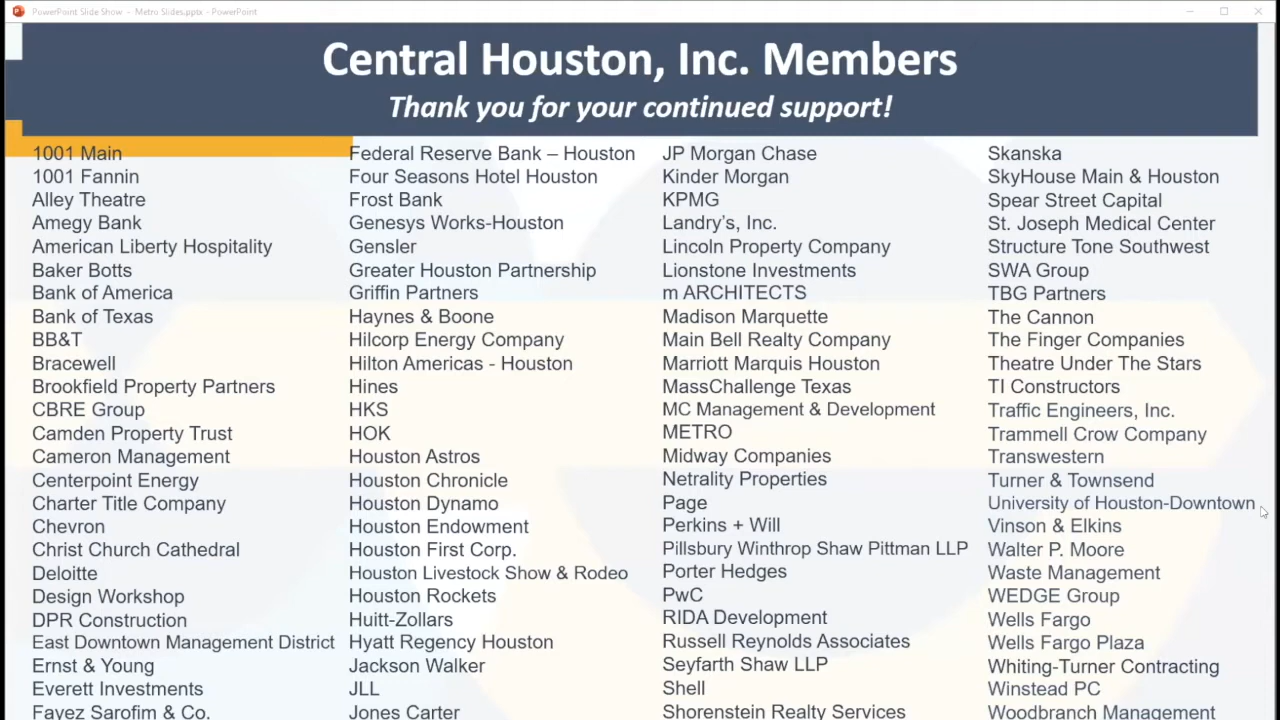 PowerPoint Slide Show - Metro Slides.pptx - PowerPoint
Central Houston, Inc. Members
Thank you for your continued support!
1001 Main
1001 Fannin
Alley Theatre
Amegy Bank
American Liberty Hospitality
Baker Botts
Bank of America
Bank of Texas
BB&T
Bracewell
Brookfield Property Partners
CBRE Group
Camden Property Trust
Cameron Management
Centerpoint Energy
Charter Title Company
Chevron
Christ Church Cathedral
Deloitte
Design Workshop
DPR Construction
East Downtown Management District
Ernst & Young
Everett Investments
Fayez Sarofim & Co.
Federal Reserve Bank – Houston
Four Seasons Hotel Houston
Frost Bank
Genesys Works-Houston
Gensler
Greater Houston Partnership
Griffin Partners
Haynes & Boone
Hilcorp Energy Company
Hilton Americas - Houston
Hines
HKS
HOK
Houston Astros
Houston Chronicle
Houston Dynamo
Houston Endowment
Houston First Corp.
Houston Livestock Show & Rodeo
Houston Rockets
Huitt-Zollars
Hyatt Regency Houston
Jackson Walker
JLL
Jones Carter
JP Morgan Chase
Kinder Morgan
KPMG
Landry's, Inc.
Lincoln Property Company
Lionstone Investments
m ARCHITECTS
Madison Marquette
Main Bell Realty Company
Marriott Marquis Houston
MassChallenge Texas
MC Management & Development
METRO
Midway Companies
Netrality Properties
Page
Perkins + Will
Pillsbury Winthrop Shaw Pittman LLP
Porter Hedges
PwC
RIDA Development
Russell Reynolds Associates
Seyfarth Shaw LLP
Shell
Shorenstein Realty Services
Skanska
SkyHouse Main & Houston
Spear Street Capital
St. Joseph Medical Center
Structure Tone Southwest
SWA Group
TBG Partners
The Cannon
The Finger Companies
Theatre Under The Stars
TI Constructors
Traffic Engineers, Inc.
Trammell Crow Company
Transwestern
Turner & Townsend
University of Houston-Downtown
Vinson & Elkins
Walter P. Moore
Waste Management
WEDGE Group
Wells Fargo
Wells Fargo Plaza
Whiting-Turner Contracting
Winstead PC
Woodbranch Management